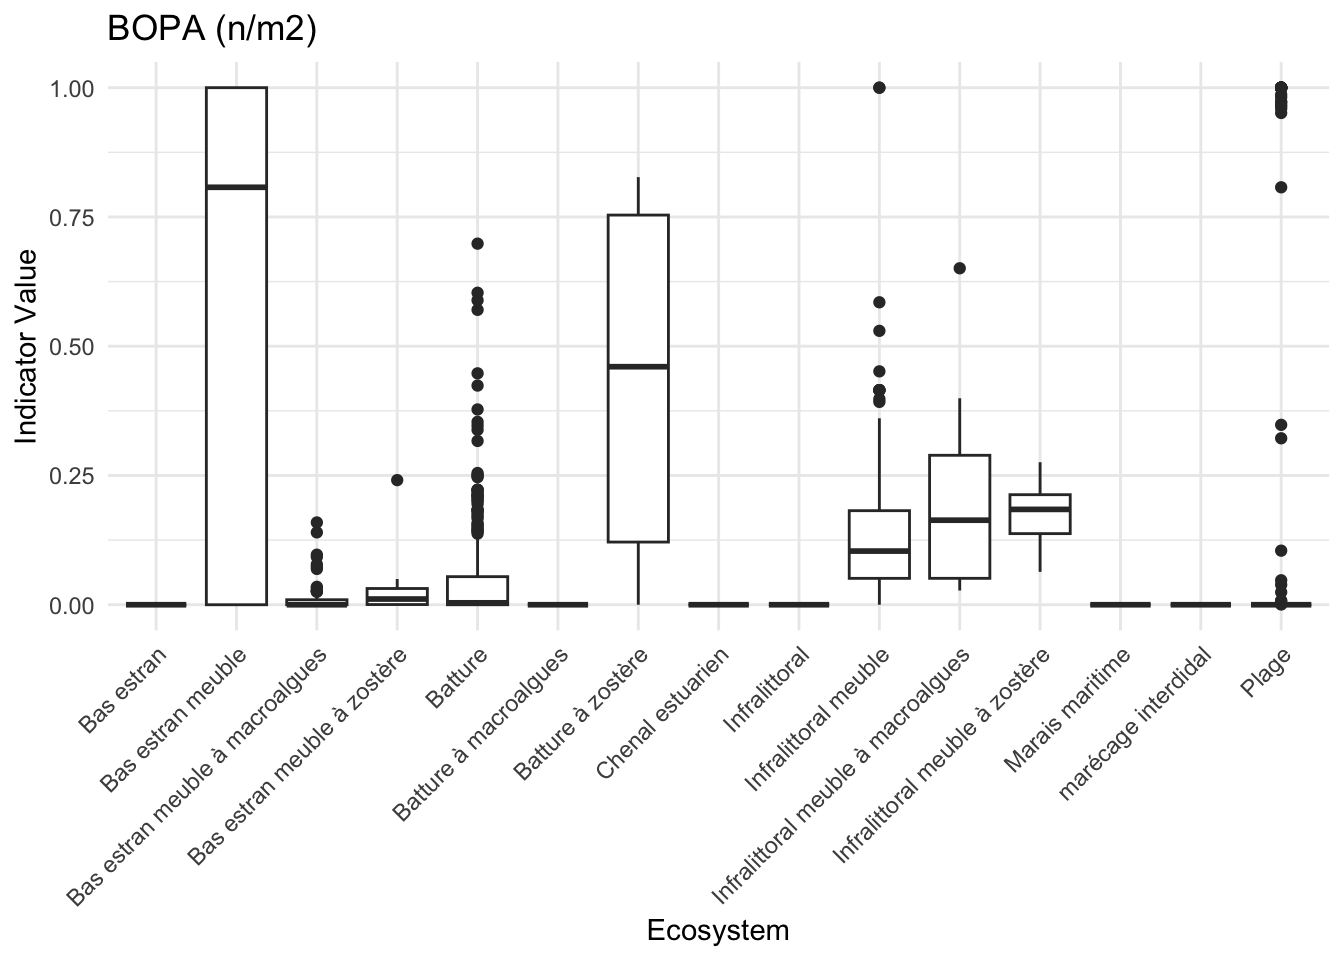 BOPA (n/m2)
Indicator Value
1.00
0.75
0.50
0.25
0.00
Bas estran
Bas estran meuble
Bas estran meuble à macroalgues
Bas estran meuble à zostère
Batture
Batture à macroalgues
Batture à zostère
Chenal estuarien
Infralittoral
Infralittoral meuble
Infralittoral meuble à macroalgues
Infralittoral meuble à zostère
Marais maritime
marécage interdidal
Plage
Ecosystem